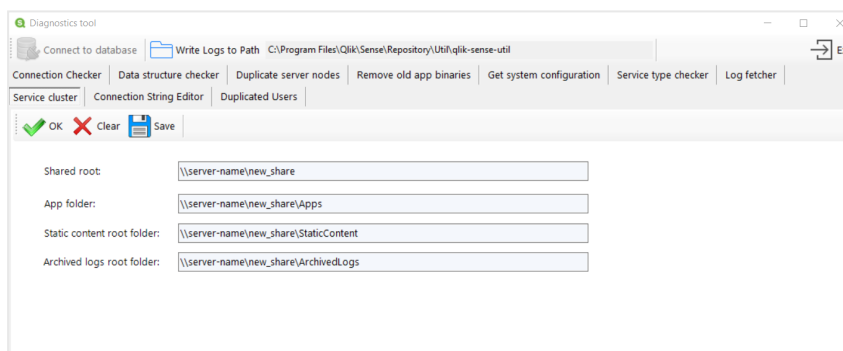 Diagnostics tool
Connect to database Write Logs to Path C:\Program Files\Qlik\Sense\Repository\Util\qlik-sense-util
Connection Checker Data structure checker Duplicate server nodes Remove old app binaries Get system configuration Service type checker Log fetcher
Service cluster Connection String Editor Duplicated Users
OK Clear Save
Shared root: \\server-name\new_share
App folder: \\server-name\new_share\Apps
Static content root folder: \\server-name\new_share\StaticContent
Archived logs root folder: \\server-name\new_share\ArchivedLogs